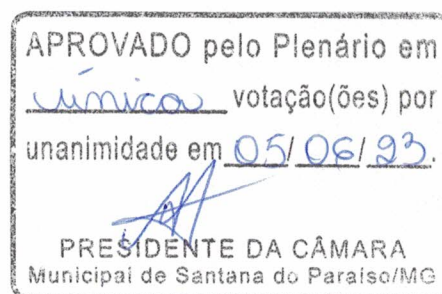 APROVADO pelo Plenário em
única votação(ões) por
unanimidade em 05/06/23.
PRESIDENTE DA CÂMARA
Municipal de Santana do Paraíso/MG